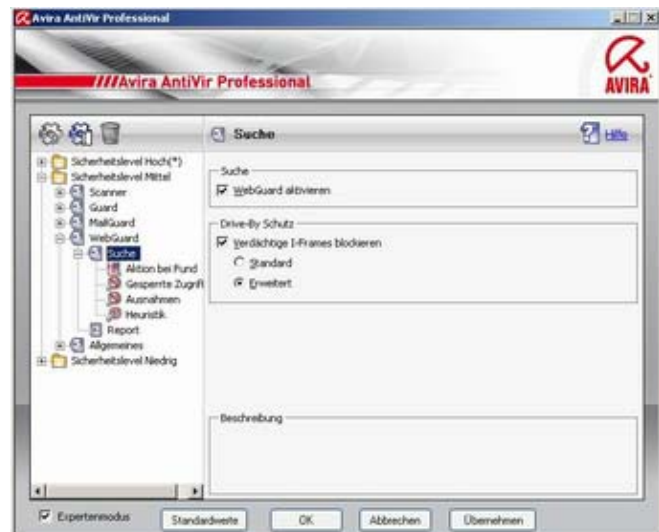 Avira AntiVir Professional
////Avira AntiVir Professional
AVIRA
Suche
Hilfe
Sicherheitslevel Hoch(*)
Sicherheitslevel Mittel
Scanner
Guard
MailGuard
WebGuard
Suche
Aktion bei Fund
Gesperrte Zugriff
Ausnahmen
Heuristik
Report
Allgemeines
Sicherheitslevel Niedrig
Suche
WebGuard aktivieren
Drive-By Schutz
Verdächtige I-Frames blockieren
Standard
Erweitert
Beschreibung
Expertenmodus
Standardwerte
OK
Abbrechen
Übernehmen